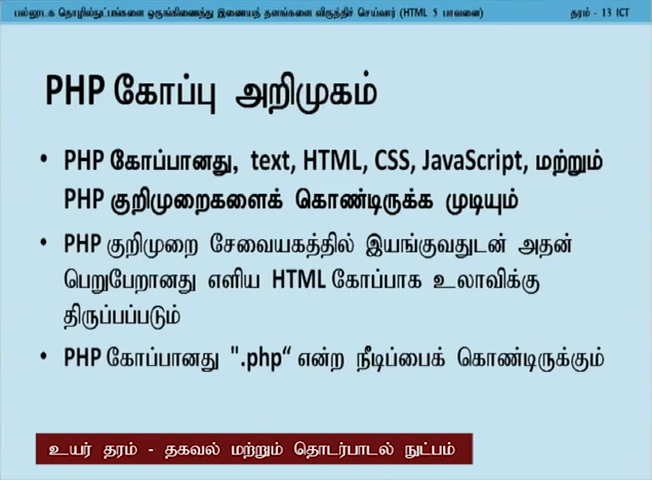 பல்லூடக தொழில்நுட்பங்களை ஒருங்கிணைத்து இணையத் தளங்களை விருத்திச் செய்வார் (HTML 5 பாவனை) தரம் - 13 ICT
PHP கோப்பு அறிமுகம்
• PHP கோப்பானது, text, HTML, CSS, JavaScript, மற்றும்
PHP குறிமுறைகளைக் கொண்டிருக்க முடியும்
• PHP குறிமுறை சேவையகத்தில் இயங்குவதுடன் அதன்
பெறுபேறானது எளிய HTML கோப்பாக உலாவிக்கு
திருப்பப்படும்
• PHP கோப்பானது ".php“ என்ற நீடிப்பைக் கொண்டிருக்கும்
உயர் தரம் - தகவல் மற்றும் தொடர்பாடல் நுட்பம்